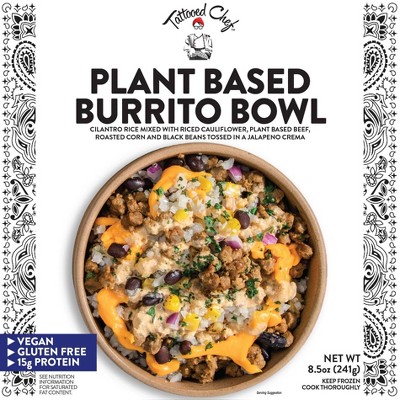 Tattooed Chef
PLANT BASED
BURRITO BOWL
CILANTRO RICE MIXED WITH RICED CAULIFLOWER, PLANT BASED BEEF,
ROASTED CORN AND BLACK BEANS TOSSED IN A JALAPENO CREMA
VEGAN
GLUTEN FREE
15g PROTEIN
SEE NUTRITION
INFORMATION
FOR SATURATED
FAT CONTENT.
Serving Suggestion
NET WT
8.5oz (241g)
KEEP FROZEN
COOK THOROUGHLY